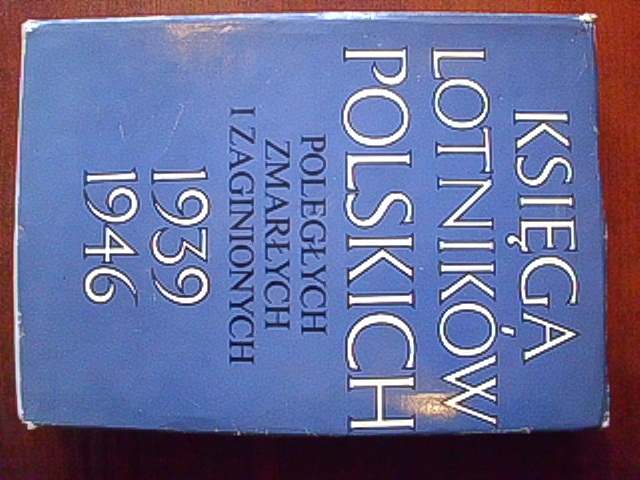 KSIĘGA
LOTNIKÓW
POLSKICH
POLEGŁYCH
ZMARŁYCH
I ZAGINIONYCH
1939
1946